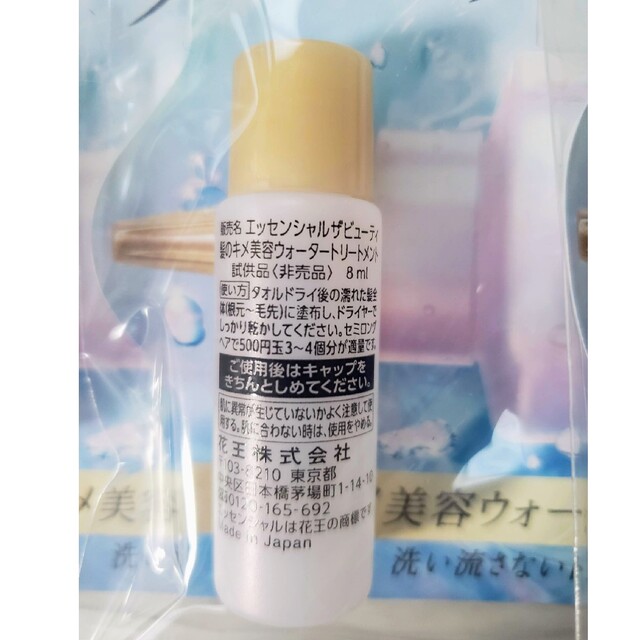 販売名 エッセンシャルザビューティ
髪のキメ美容ウォータートリートメント
試供品〈非売品〉 8ml
使い方 タオルドライ後の濡れた髪全
体(根元～毛先)に塗布し、ドライヤーで
しっかり乾かしてください。セミロング
ヘアで500円玉3～4個分が適量です。
ご使用後はキャップを
きちんとしめてください。
肌に異常が生じていないかよく注意して使
用する。肌に合わない時は、使用をやめる。
花王株式会社
〒103-8210 東京都
中央区日本橋茅場町1-14-10
0120-165-692
エッセンシャルは花王の商標です
Made in Japan
メ美容
美容ウォー
洗い
洗い流さない